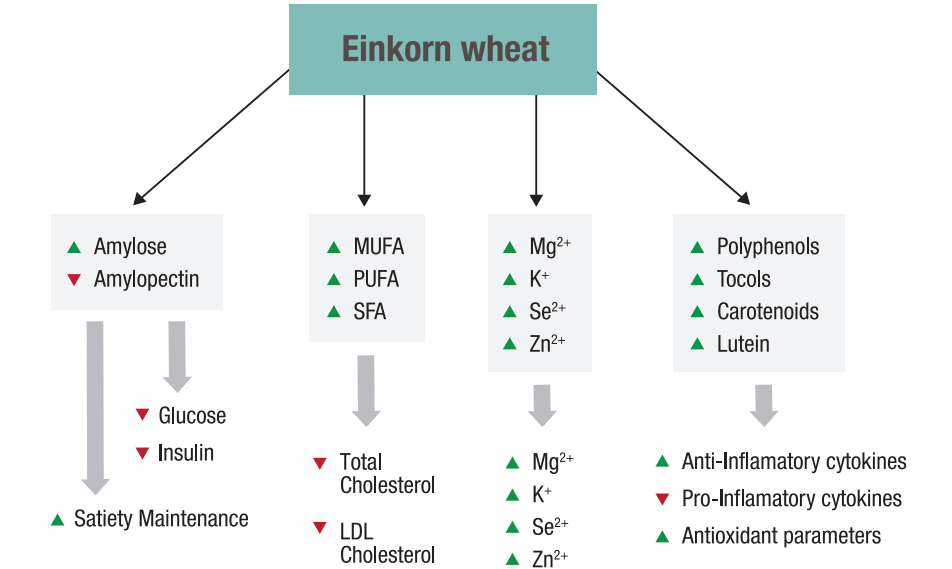 Einkorn wheat
Amylose
Amylopectin
MUFA
PUFA
SFA
Mg²⁺
K⁺
Se²⁺
Zn²⁺
Polyphenols
Tocols
Carotenoids
Lutein
Glucose
Insulin
Satiety Maintenance
Total
Cholesterol
LDL
Cholesterol
Mg²⁺
K⁺
Se²⁺
Zn²⁺
Anti-Inflamatory cytokines
Pro-Inflamatory cytokines
Antioxidant parameters